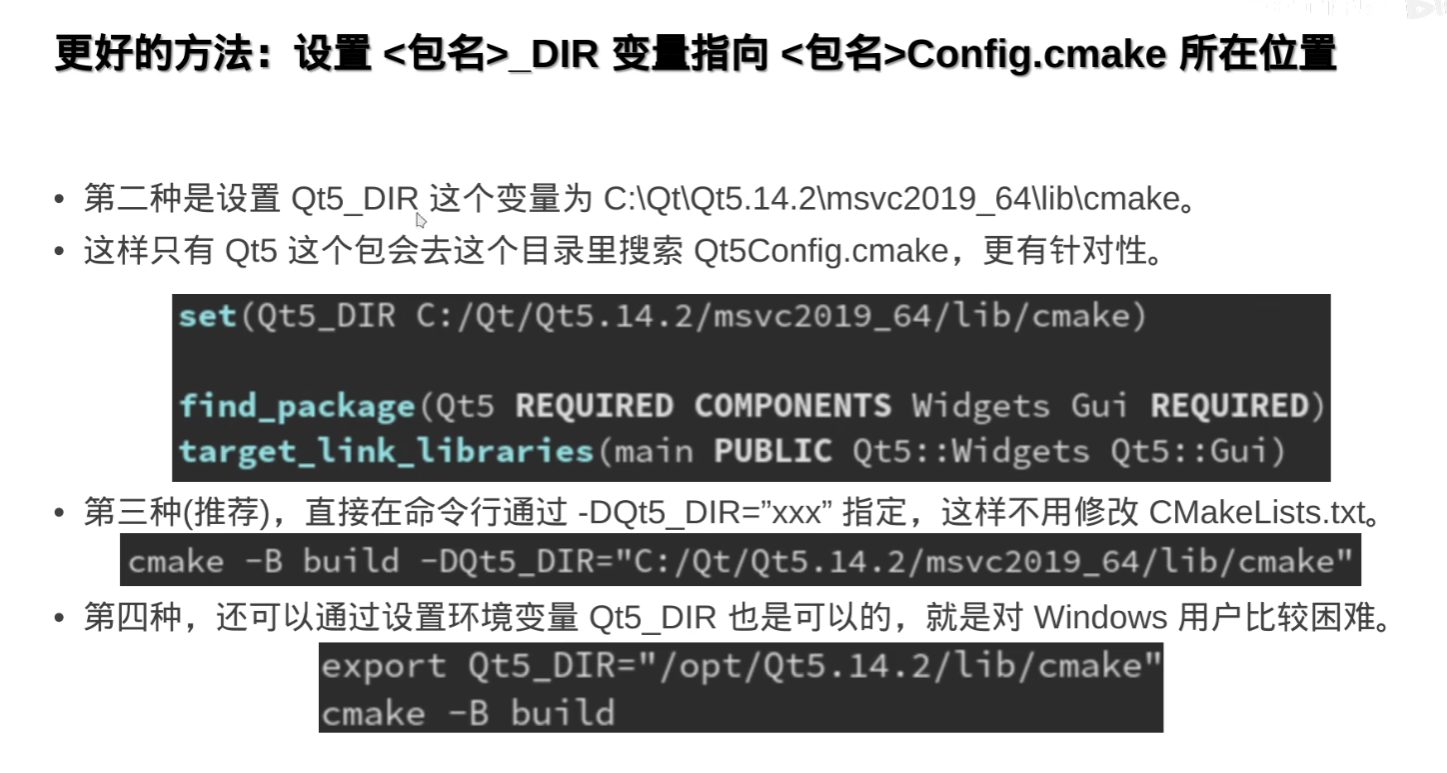 更好的方法：设置 <包名>_DIR 变量指向 <包名>Config.cmake 所在位置
• 第二种是设置 Qt5_DIR 这个变量为 C:\Qt\Qt5.14.2\msvc2019_64\lib\cmake。
• 这样只有 Qt5 这个包会去这个目录里搜索 Qt5Config.cmake，更有针对性。
set(Qt5_DIR C:/Qt/Qt5.14.2/msvc2019_64/lib/cmake)
find_package(Qt5 REQUIRED COMPONENTS Widgets Gui REQUIRED)
target_link_libraries(main PUBLIC Qt5::Widgets Qt5::Gui)
• 第三种(推荐)，直接在命令行通过 -DQt5_DIR=”xxx” 指定，这样不用修改 CMakeLists.txt。
cmake -B build -DQt5_DIR="C:/Qt/Qt5.14.2/msvc2019_64/lib/cmake"
• 第四种，还可以通过设置环境变量 Qt5_DIR 也是可以的，就是对 Windows 用户比较困难。
export Qt5_DIR="/opt/Qt5.14.2/lib/cmake"
cmake -B build